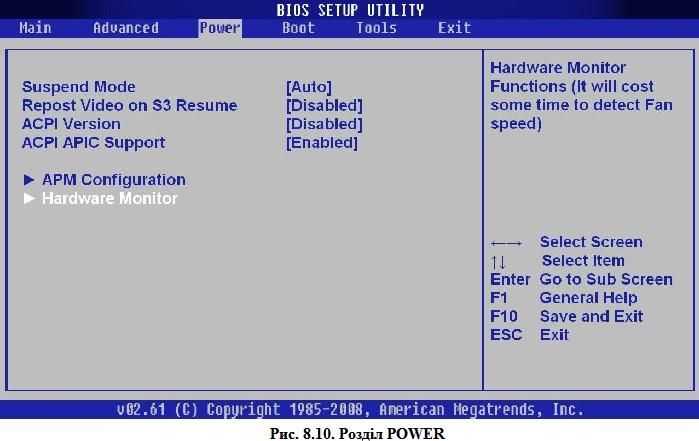 BIOS SETUP UTILITY
Main Advanced Power Boot Tools Exit
Suspend Mode [Auto]
Repost Video on S3 Resume [Disabled]
ACPI Version [Disabled]
ACPI APIC Support [Enabled]
► APM Configuration
► Hardware Monitor
Hardware Monitor
Functions (It will cost
some time to detect Fan
speed)
←→ Select Screen
↑↓ Select Item
Enter Go to Sub Screen
F1 General Help
F10 Save and Exit
ESC Exit
v02.61 (C) Copyright 1985-2008, American Megatrends, Inc.
Рис. 8.10. Розділ POWER